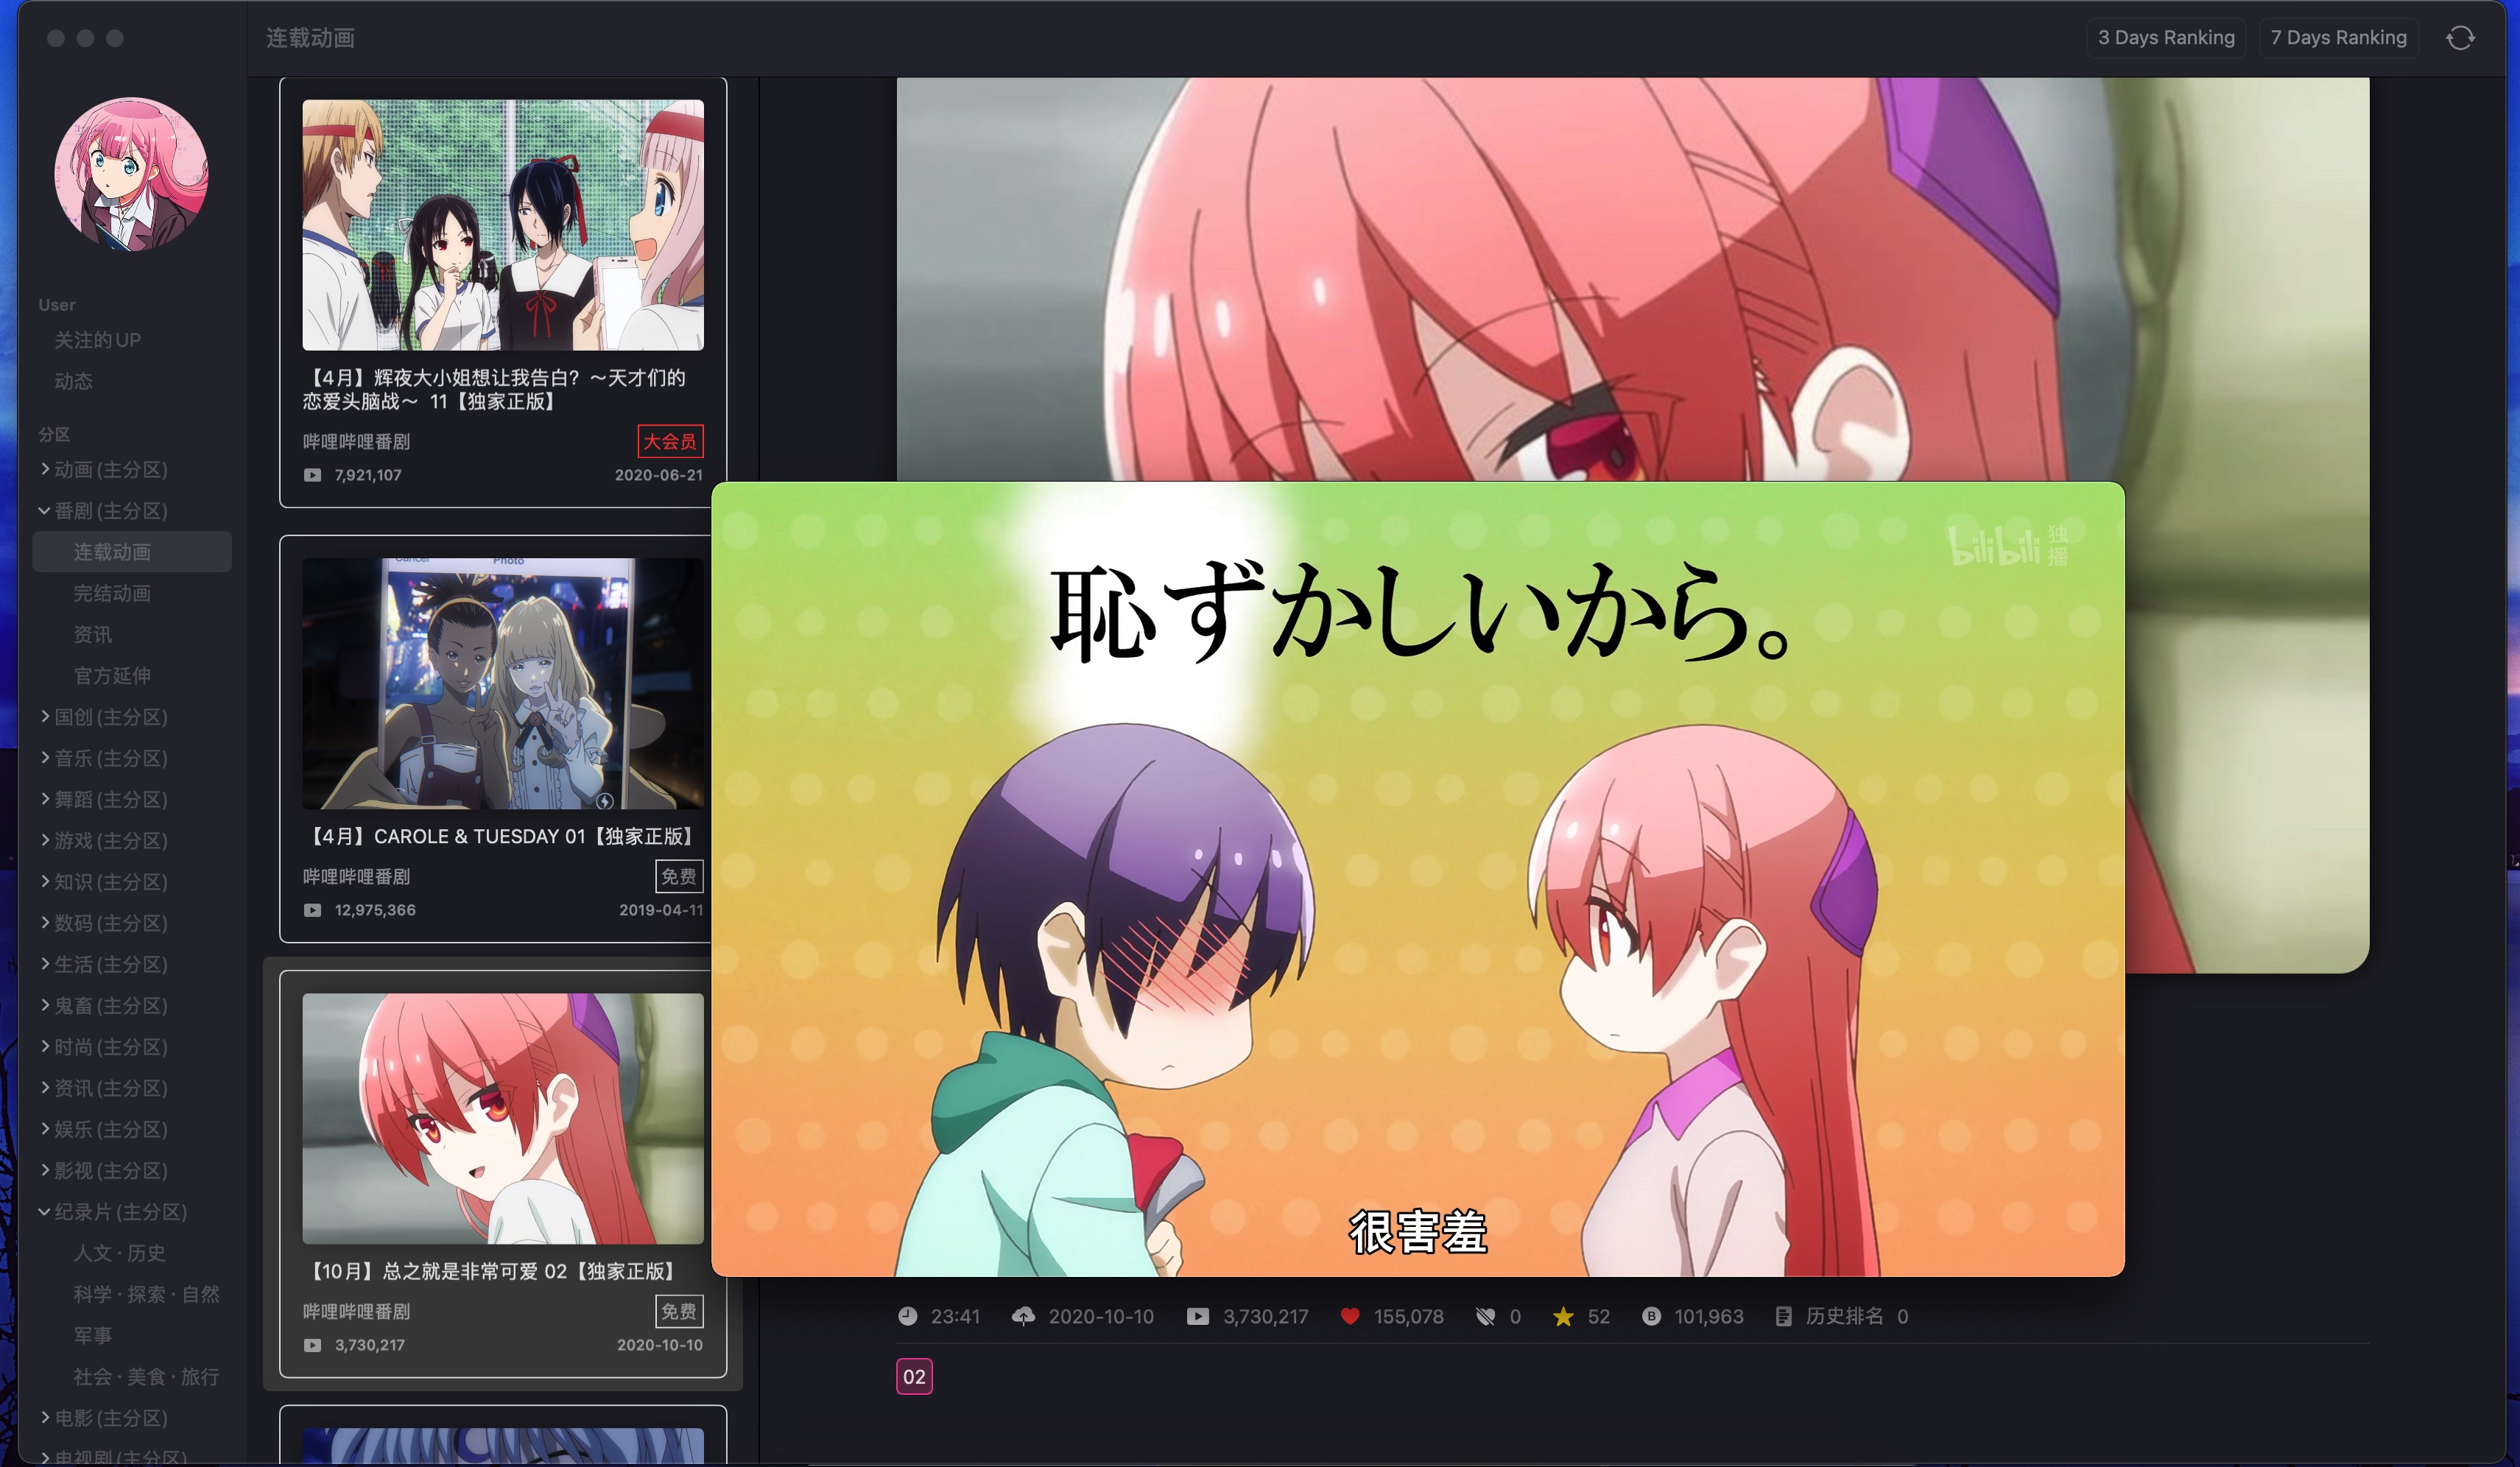 连载动画
3 Days Ranking
7 Days Ranking
User
关注的UP
动态
分区
动画 (主分区)
番剧 (主分区)
连载动画
完结动画
资讯
官方延伸
国创 (主分区)
音乐 (主分区)
舞蹈 (主分区)
游戏 (主分区)
知识 (主分区)
数码 (主分区)
生活 (主分区)
鬼畜 (主分区)
时尚 (主分区)
资讯 (主分区)
娱乐 (主分区)
影视 (主分区)
纪录片 (主分区)
人文 · 历史
科学 · 探索 · 自然
军事
社会 · 美食 · 旅行
电影 (主分区)
电视剧 (主分区)
【4月】辉夜大小姐想让我告白？～天才们的
恋爱头脑战～ 11【独家正版】
哔哩哔哩番剧
大会员
7,921,107
2020-06-21
Cancel
Photo
【4月】CAROLE & TUESDAY 01【独家正版】
哔哩哔哩番剧
免费
12,975,366
2019-04-11
【10月】总之就是非常可爱 02【独家正版】
哔哩哔哩番剧
免费
3,730,217
2020-10-10
恥ずかしいから。
bilibili 独播
很害羞
23:41
2020-10-10
3,730,217
155,078
0
52
101,963
历史排名 0
02